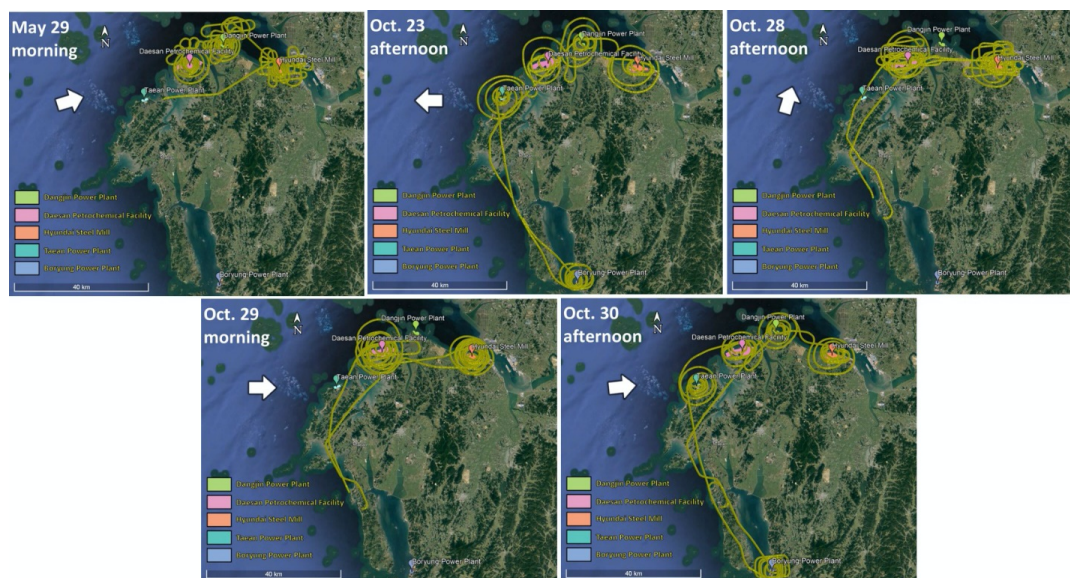 May 29
morning
N
Dangjin Power Plant
Daesan Petrochemical Facility
Hyundai Steel Mill
Taean Power Plant
Dangjin Power Plant
Daesan Petrochemical Facility
Hyundai Steel Mill
Taean Power Plant
Boryung Power Plant
Boryung Power Plant
40 km
Oct. 23
afternoon
N
Dangjin Power Plant
Daesan Petrochemical Facility
Hyundai Steel Mill
Taean Power Plant
Dangjin Power Plant
Daesan Petrochemical Facility
Hyundai Steel Mill
Taean Power Plant
Boryung Power Plant
Boryung Power Plant
40 km
Oct. 28
afternoon
N
Dangjin Power Plant
Daesan Petrochemical Facility
Hyundai Steel Mill
Taean Power Plant
Dangjin Power Plant
Daesan Petrochemical Facility
Hyundai Steel Mill
Taean Power Plant
Boryung Power Plant
Boryung Power Plant
40 km
Oct. 29
morning
N
Dangjin Power Plant
Daesan Petrochemical Facility
Hyundai Steel Mill
Taean Power Plant
Dangjin Power Plant
Daesan Petrochemical Facility
Hyundai Steel Mill
Taean Power Plant
Boryung Power Plant
Boryung Power Plant
40 km
Oct. 30
afternoon
N
Dangjin Power Plant
Daesan Petrochemical Facility
Hyundai Steel Mill
Taean Power Plant
Dangjin Power Plant
Daesan Petrochemical Facility
Hyundai Steel Mill
Taean Power Plant
Boryung Power Plant
Boryung Power Plant
40 km